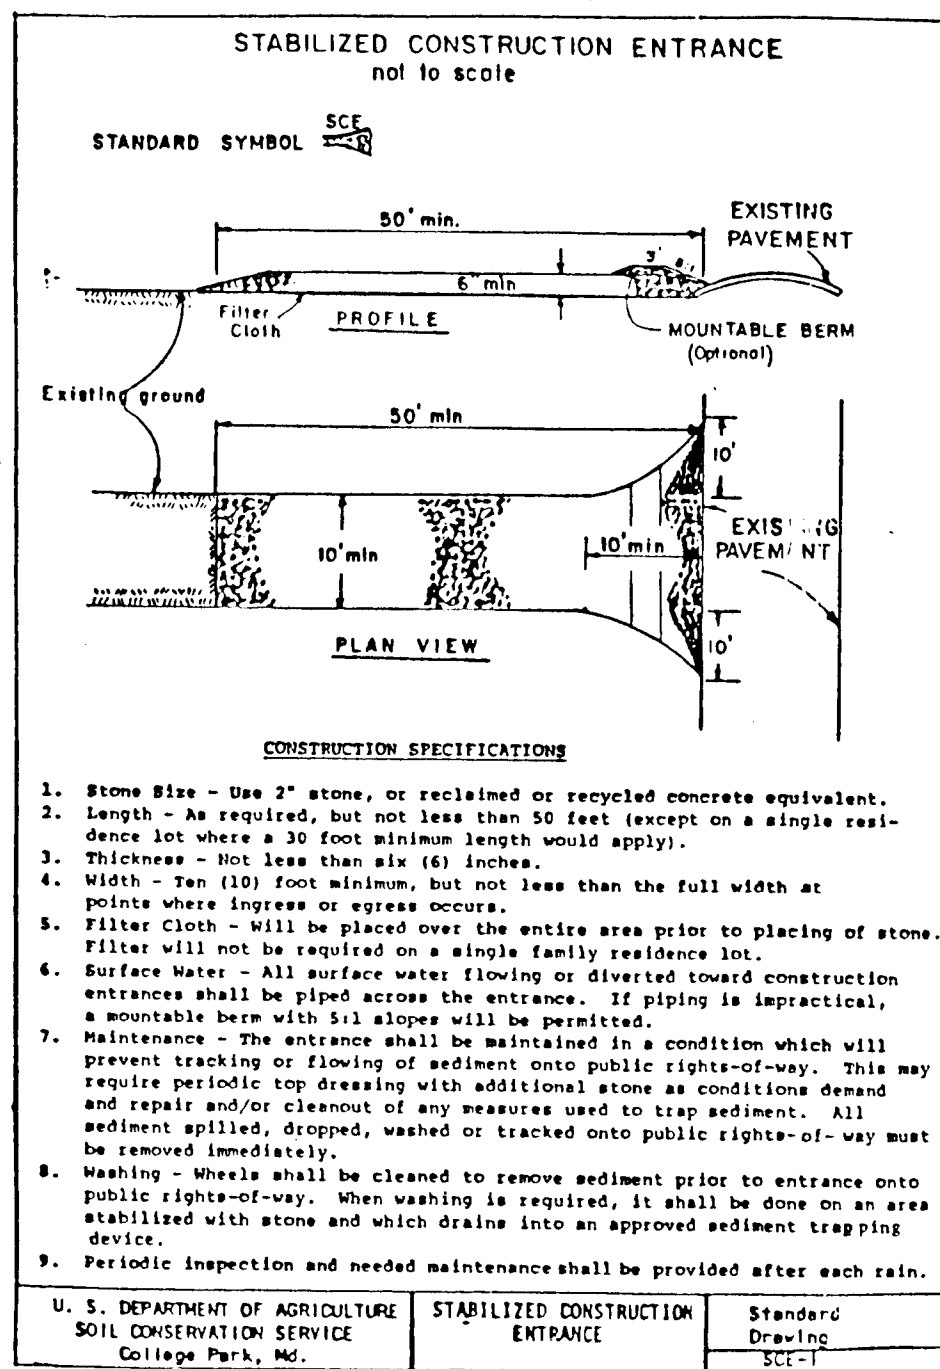 STABILIZED CONSTRUCTION ENTRANCE
not to scale
STANDARD SYMBOL
SCE
50' min.
EXISTING
PAVEMENT
3'
5:1
6" min
Filter
Cloth
PROFILE
MOUNTABLE BERM
(Optional)
Existing ground
50' min
10'
10' min
10' min
EXISTING
PAVEMENT
10'
PLAN VIEW
CONSTRUCTION SPECIFICATIONS
1. Stone Size - Use 2" stone, or reclaimed or recycled concrete equivalent.
2. Length - As required, but not less than 50 feet (except on a single resi-
dence lot where a 30 foot minimum length would apply).
3. Thickness - Not less than six (6) inches.
4. Width - Ten (10) foot minimum, but not less than the full width at
points where ingress or egress occurs.
5. Filter Cloth - Will be placed over the entire area prior to placing of stone.
Filter will not be required on a single family residence lot.
6. Surface Water - All surface water flowing or diverted toward construction
entrances shall be piped across the entrance. If piping is impractical,
a mountable berm with 5:1 slopes will be permitted.
7. Maintenance - The entrance shall be maintained in a condition which will
prevent tracking or flowing of sediment onto public rights-of-way. This may
require periodic top dressing with additional stone as conditions demand
and repair and/or cleanout of any measures used to trap sediment. All
sediment spilled, dropped, washed or tracked onto public rights-of-way must
be removed immediately.
8. Washing - Wheels shall be cleaned to remove sediment prior to entrance onto
public rights-of-way. When washing is required, it shall be done on an area
stabilized with stone and which drains into an approved sediment trapping
device.
9. Periodic inspection and needed maintenance shall be provided after each rain.
U. S. DEPARTMENT OF AGRICULTURE
SOIL CONSERVATION SERVICE
College Park, Md.
STABILIZED CONSTRUCTION
ENTRANCE
Standard
Drawing
SCE-1